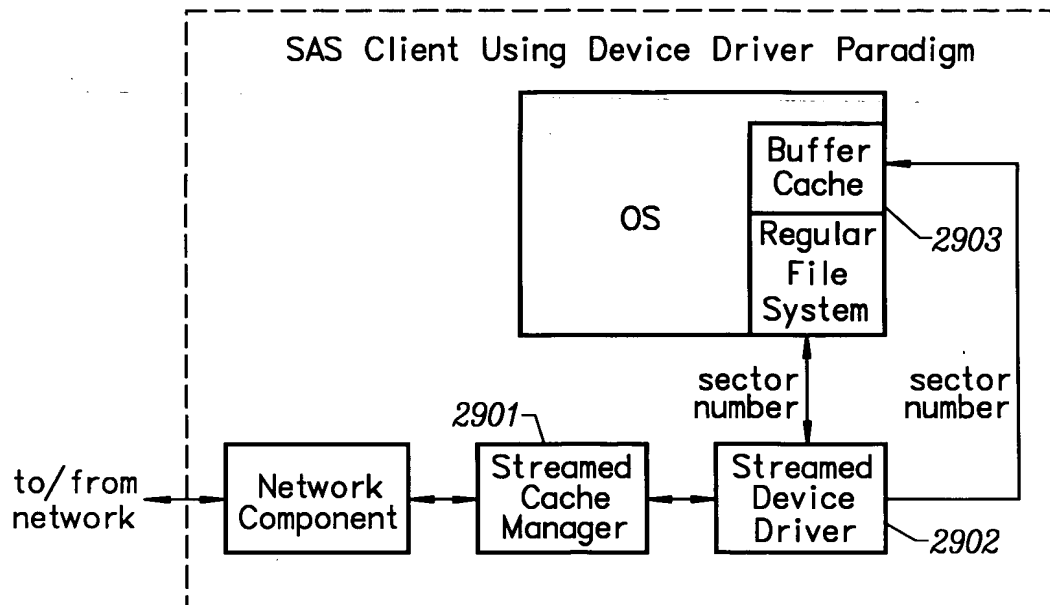 SAS Client Using Device Driver Paradigm
Buffer
Cache
OS
2903
Regular
File
System
sector
number
sector
number
2901
to/from
network
Network
Component
Streamed
Cache
Manager
Streamed
Device
Driver
2902